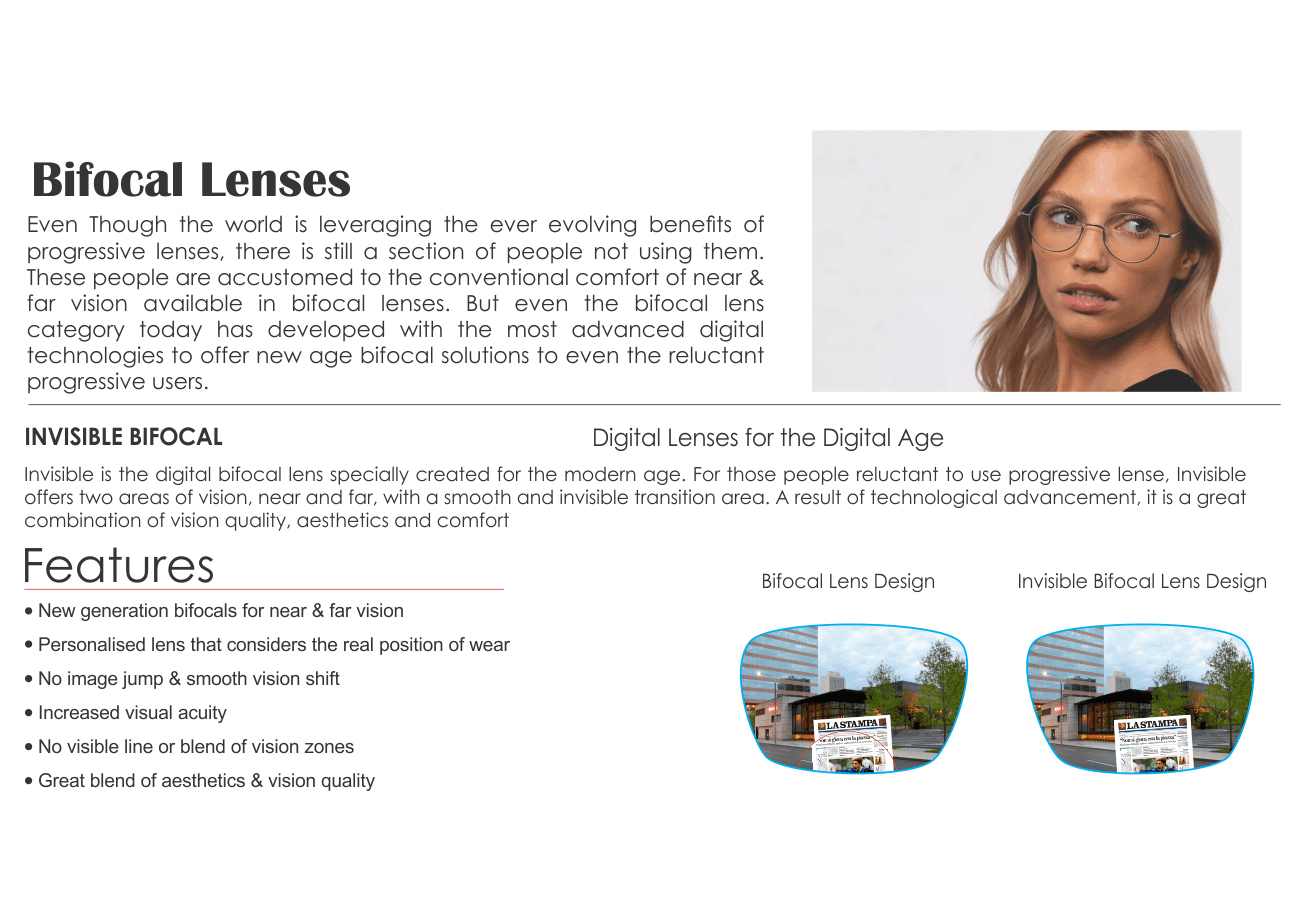 Bifocal Lenses
Even Though the world is leveraging the ever evolving benefits of
progressive lenses, there is still a section of people not using them.
These people are accustomed to the conventional comfort of near &
far vision available in bifocal lenses. But even the bifocal lens
category today has developed with the most advanced digital
technologies to offer new age bifocal solutions to even the reluctant
progressive users.
INVISIBLE BIFOCAL
Digital Lenses for the Digital Age
Invisible is the digital bifocal lens specially created for the modern age. For those people reluctant to use progressive lense, Invisible
offers two areas of vision, near and far, with a smooth and invisible transition area. A result of technological advancement, it is a great
combination of vision quality, aesthetics and comfort
Features
• New generation bifocals for near & far vision
• Personalised lens that considers the real position of wear
• No image jump & smooth vision shift
• Increased visual acuity
• No visible line or blend of vision zones
• Great blend of aesthetics & vision quality
Bifocal Lens Design
LA STAMPA
Invisible Bifocal Lens Design
LA STAMPA